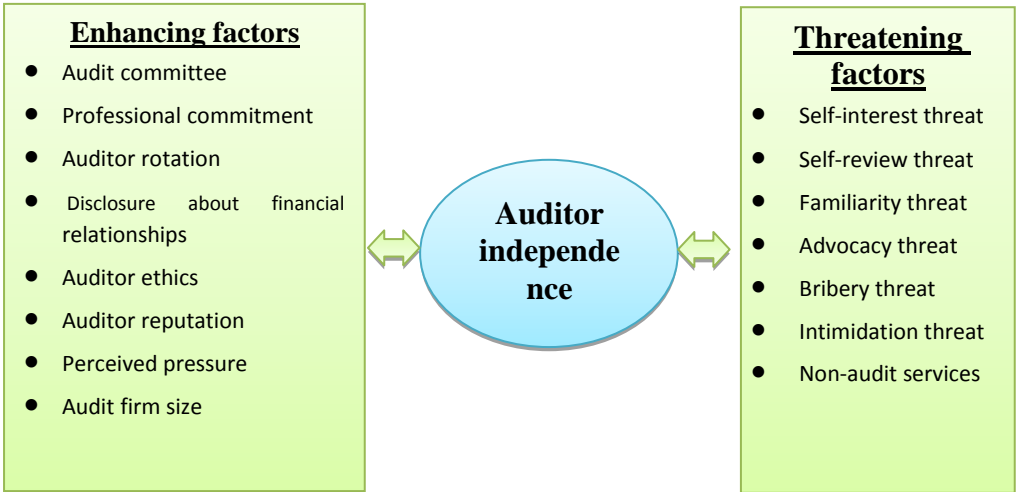 Enhancing factors
● Audit committee
● Professional commitment
● Auditor rotation
● Disclosure about financial
relationships
● Auditor ethics
● Auditor reputation
● Perceived pressure
● Audit firm size
Auditor
independe
nce
Threatening
factors
● Self-interest threat
● Self-review threat
● Familiarity threat
● Advocacy threat
● Bribery threat
● Intimidation threat
● Non-audit services